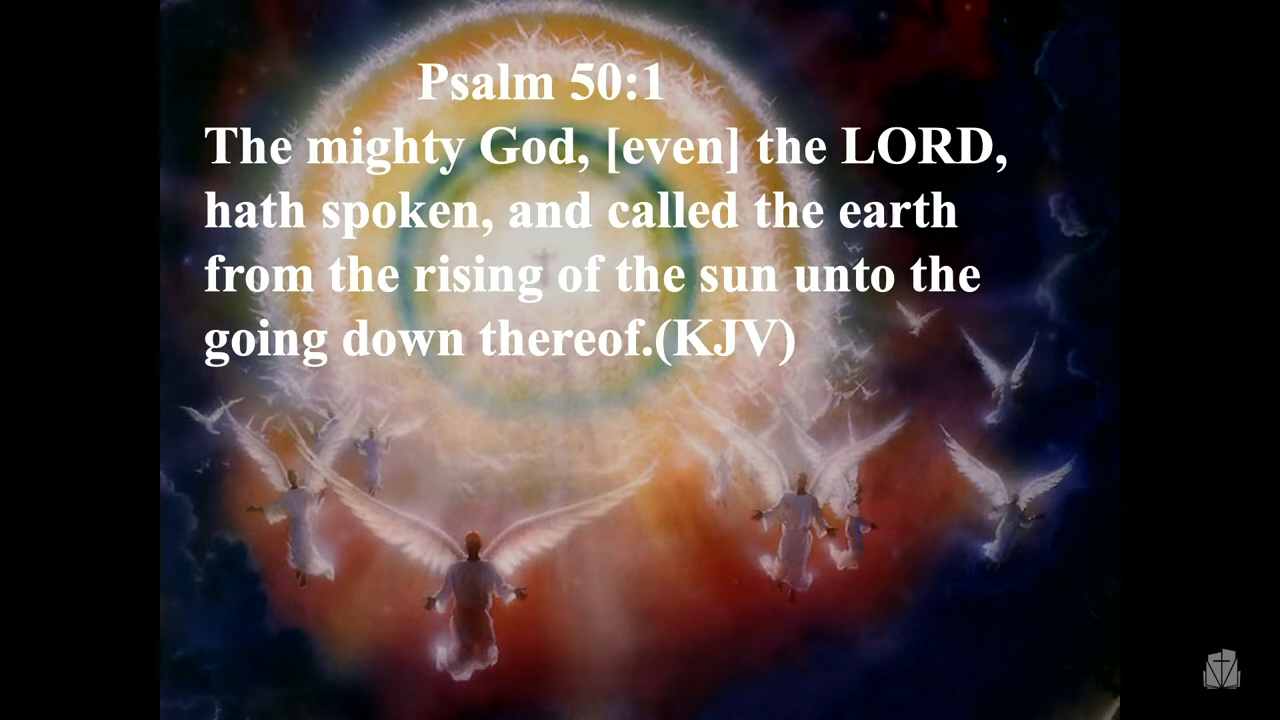 Psalm 50:1
The mighty God, [even] the LORD,
hath spoken, and called the earth
from the rising of the sun unto the
going down thereof.(KJV)